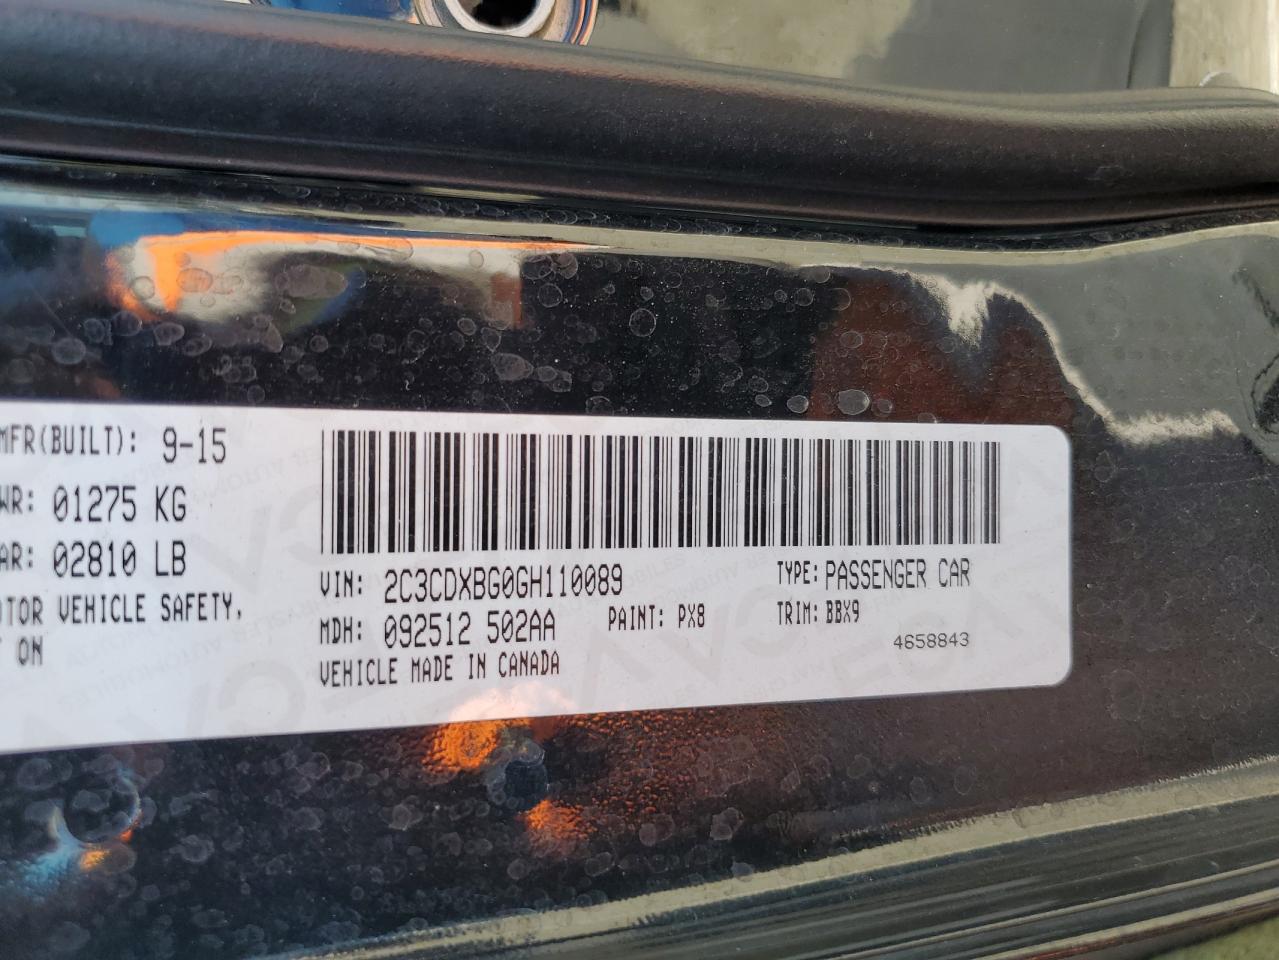 MFR(BUILT): 9-15
WR: 01275 KG
AR: 02810 LB
OTOR VEHICLE SAFETY,
T ON
VIN: 2C3CDXBG0GH110089
TYPE: PASSENGER CAR
MDH: 092512 502AA
PAINT: PX8
TRIM: BBX9
VEHICLE MADE IN CANADA
4658843